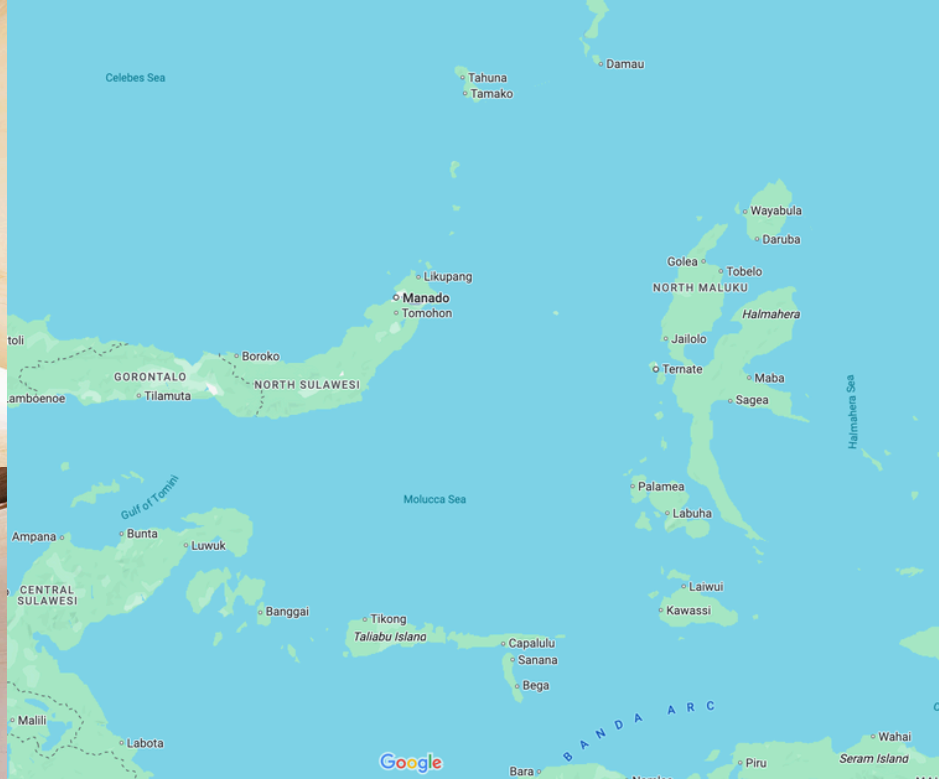 Damau
Celebes Sea
Tahuna
Tamako
Wayabula
Daruba
Golea
Tobelo
Likupang
NORTH MALUKU
Manado
Tomohon
Halmahera
toli
Jailolo
Boroko
Ternate
GORONTALO
Maba
NORTH SULAWESI
Tilamuta
amboenoe
Sagea
Halmahera Sea
Palamea
Gulf of Tomini
Molucca Sea
Labuha
Ampana
Bunta
Luwuk
CENTRAL
SULAWESI
Laiwui
Banggai
Kawassi
Tikong
Taliabu Island
Capalulu
Sanana
Bega
BANDA ARC
Malili
Labota
Wahai
Google
Seram Island
Piru
Bara